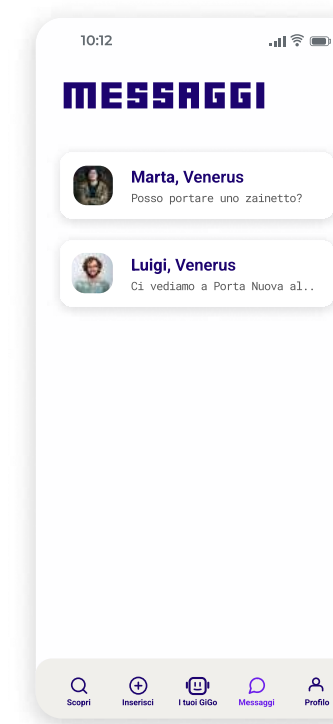 10:12
MESSAGGI
Marta, Venerus
Posso portare uno zainetto?
Luigi, Venerus
Ci vediamo a Porta Nuova al..
Scopri Inserisci I tuoi GiGo Messaggi Profilo